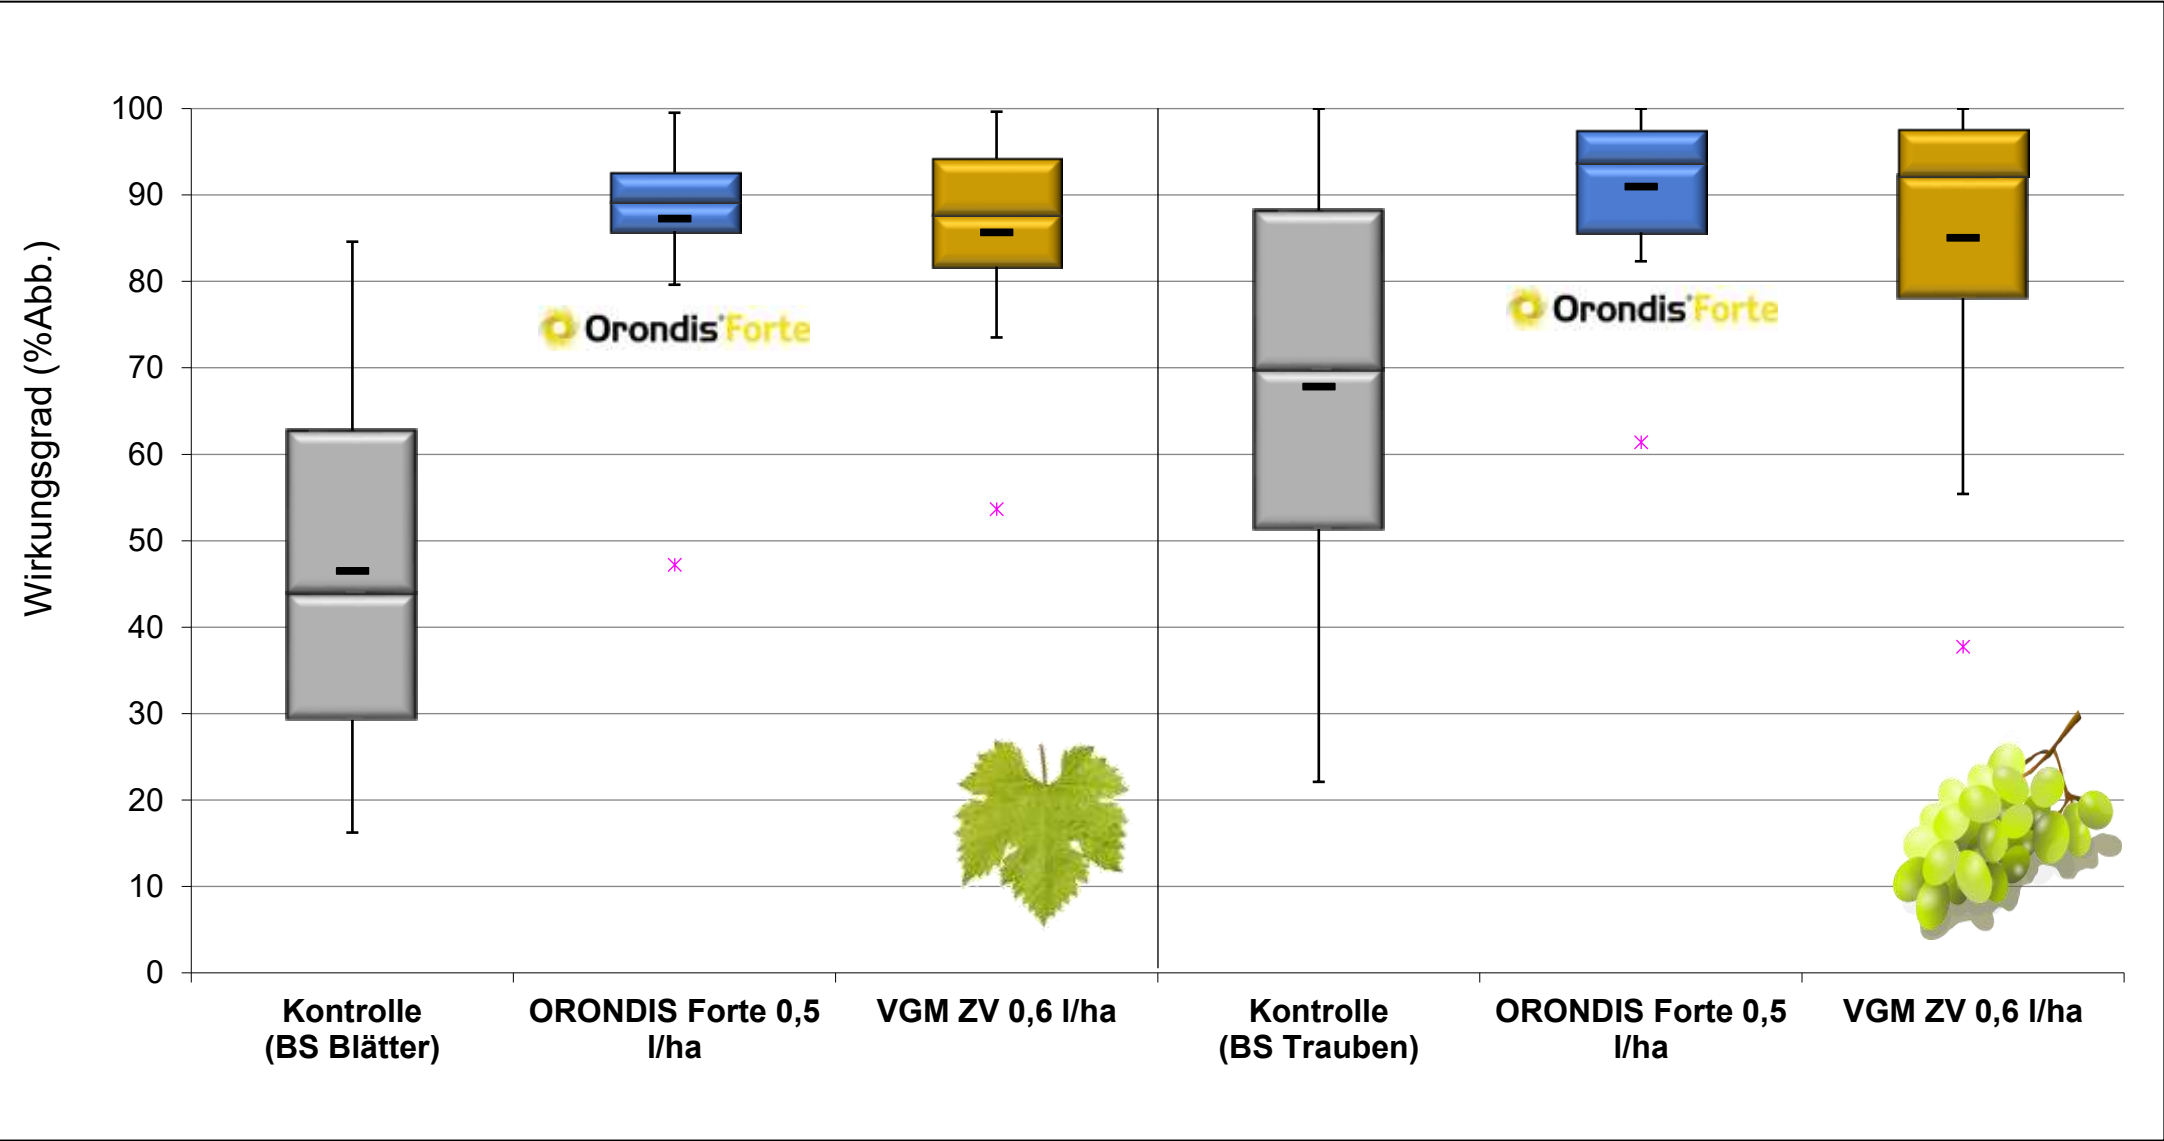 Wirkungsgrad (%Abb.)
100
90
80
70
60
50
40
30
20
10
0
Orondis® Forte
Orondis® Forte
Kontrolle
(BS Blätter)
ORONDIS Forte 0,5
l/ha
VGM ZV 0,6 l/ha
Kontrolle
(BS Trauben)
ORONDIS Forte 0,5
l/ha
VGM ZV 0,6 l/ha